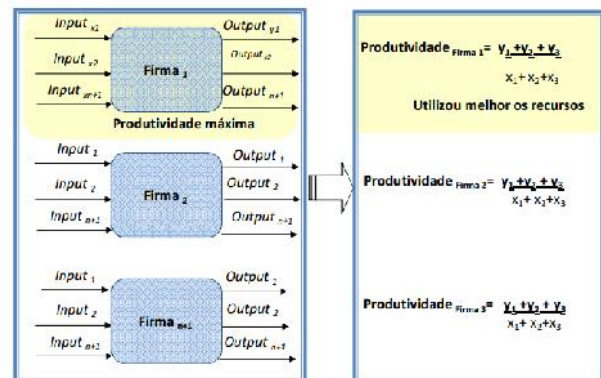 Input x1
Output y1
Input x2
Firma 1
Output y2
Input xn+1
Output n+1
Produtividade máxima
Input 1
Output 1
Input 2
Firma 2
Output 2
Input n+1
Output n+1
Input 1
Output 1
Input 2
Firma n+1
Output 2
Input n+1
Output n+1
Produtividade Firma 1= y1 +y2 + y3
x1+ x2+x3
Utilizou melhor os recursos
Produtividade Firma 2= y1 +y2 + y3
x1+ x2+x3
Produtividade Firma 3= y1 +y2 + y3
x1+ x2+x3